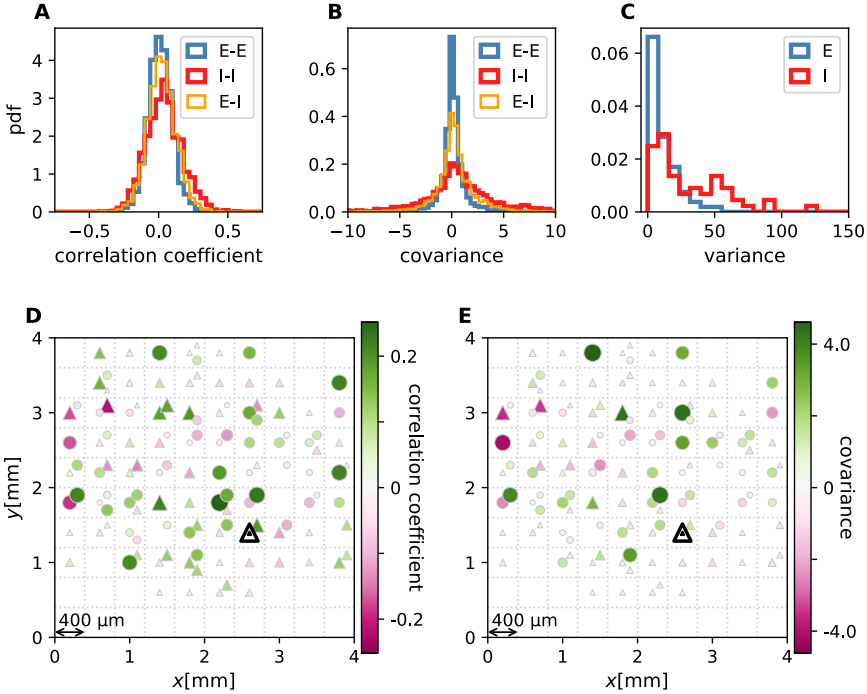 A
B
C
pdf
4
3
2
1
0
E-E
I-I
E-I
−0.5
0.0
0.5
correlation coefficient
0.6
0.4
0.2
0.0
E-E
I-I
E-I
−10
−5
0
5
10
covariance
0.06
0.04
0.02
0.00
E
I
0
50
100
150
variance
D
y[mm]
4
3
2
1
0
400 µm
0
1
2
3
4
x[mm]
0.2
0
-0.2
correlation coefficient
E
4
3
2
1
0
400 µm
0
1
2
3
4
x[mm]
4.0
0
-4.0
covariance